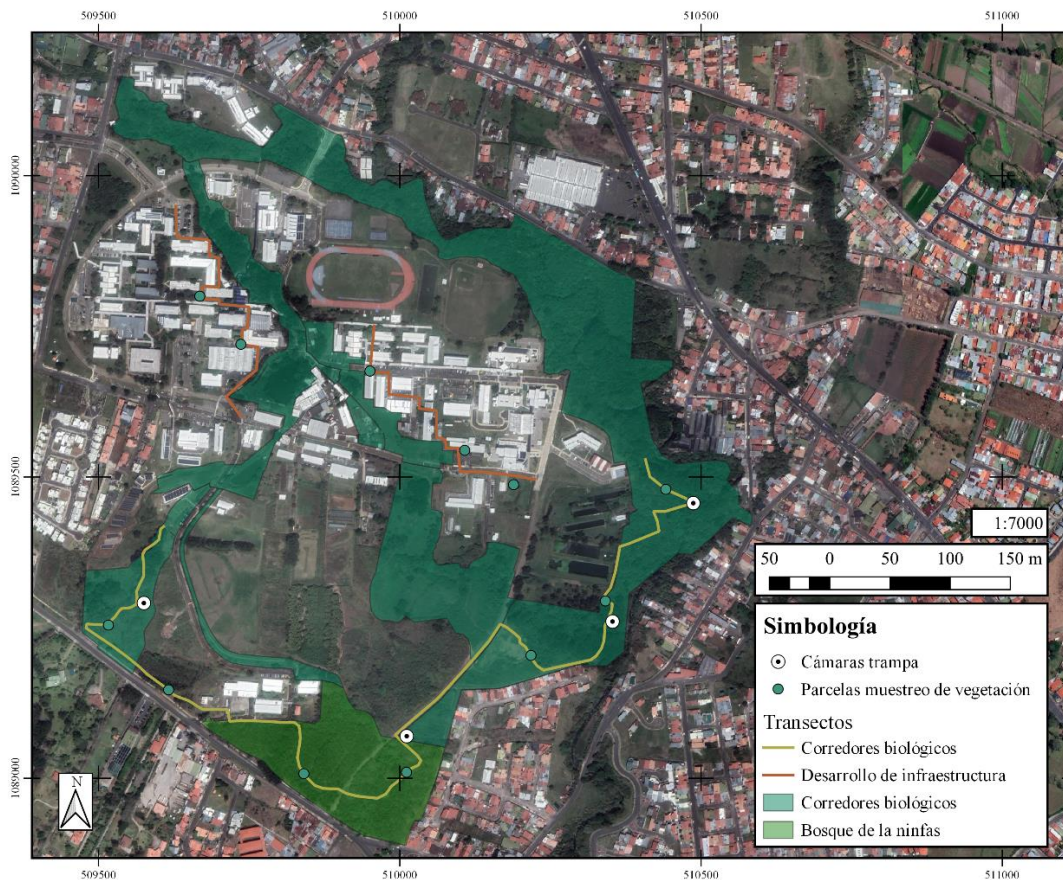 509500 510000 510500 511000
1090000
1089500
1089000
1:7000
50 0 50 100 150 m
Simbología
Cámaras trampa
Parcelas muestreo de vegetación
Transectos
Corredores biológicos
Desarrollo de infraestructura
Corredores biológicos
Bosque de la ninfas
N
509500 510000 510500 511000